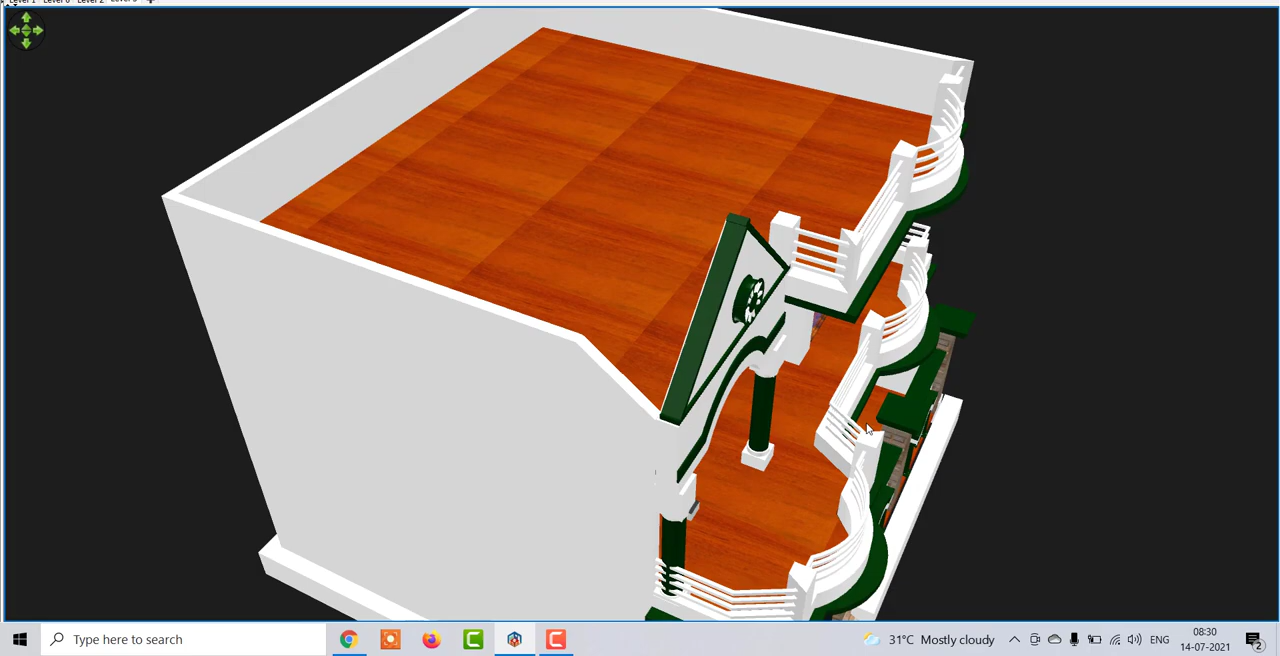 Type here to search
31°C Mostly cloudy
ENG
08:30
14-07-2021
2